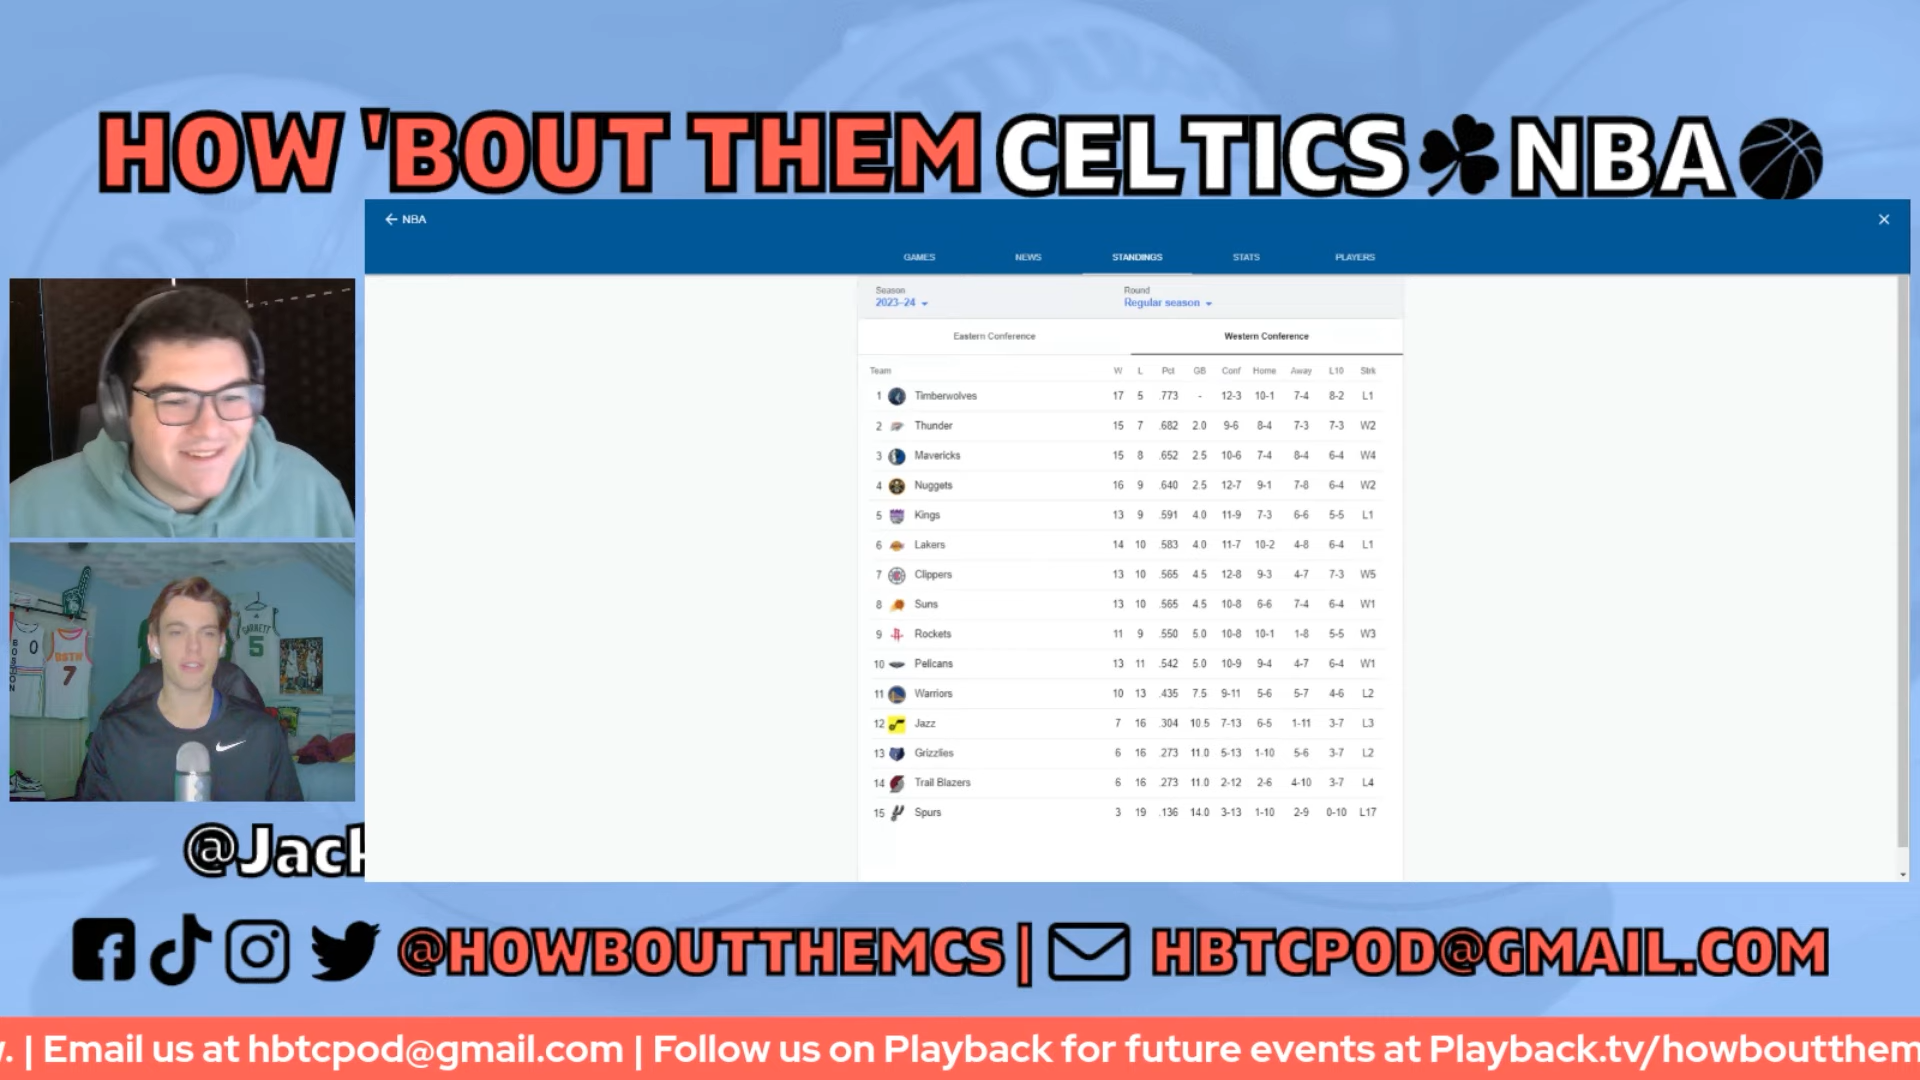 HOW 'BOUT THEM CELTICS NBA
← NBA ×
GAMES NEWS STANDINGS STATS PLAYERS
Season Round
2023–24 Regular season
Eastern Conference Western Conference
Team W L Pct GB Conf Home Away L10 Strk
1 Timberwolves 17 5 .773 - 12-3 10-1 7-4 8-2 L1
2 Thunder 15 7 .682 2.0 9-6 8-4 7-3 7-3 W2
3 Mavericks 15 8 .652 2.5 10-6 7-4 8-4 6-4 W4
4 Nuggets 16 9 .640 2.5 12-7 9-1 7-8 6-4 W2
5 Kings 13 9 .591 4.0 11-9 7-3 6-6 5-5 L1
6 Lakers 14 10 .583 4.0 11-7 10-2 4-8 6-4 L1
7 Clippers 13 10 .565 4.5 12-8 9-3 4-7 7-3 W5
8 Suns 13 10 .565 4.5 10-8 6-6 7-4 6-4 W1
9 Rockets 11 9 .550 5.0 10-8 10-1 1-8 5-5 W3
10 Pelicans 13 11 .542 5.0 10-9 9-4 4-7 6-4 W1
11 Warriors 10 13 .435 7.5 9-11 5-6 5-7 4-6 L2
12 Jazz 7 16 .304 10.5 7-13 6-5 1-11 3-7 L3
13 Grizzlies 6 16 .273 11.0 5-13 1-10 5-6 3-7 L2
14 Trail Blazers 6 16 .273 11.0 2-12 2-6 4-10 3-7 L4
15 Spurs 3 19 .136 14.0 3-13 1-10 2-9 0-10 L17
BOSTON 0
BSTN 7
GARNETT 5
@Jack
@HOWBOUTTHEMCS | HBTCPOD@GMAIL.COM
. | Email us at hbtcpod@gmail.com | Follow us on Playback for future events at Playback.tv/howboutthem